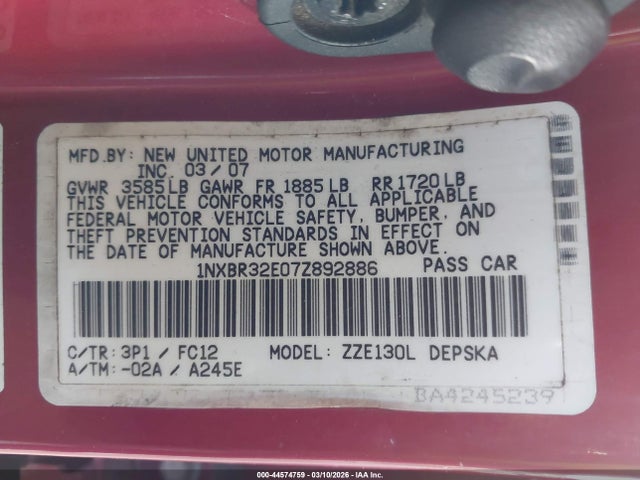 MFD.BY: NEW UNITED MOTOR MANUFACTURING
INC. 03/07
GVWR 3585LB GAWR FR 1885LB RR1720LB
THIS VEHICLE CONFORMS TO ALL APPLICABLE
FEDERAL MOTOR VEHICLE SAFETY, BUMPER, AND
THEFT PREVENTION STANDARDS IN EFFECT ON
THE DATE OF MANUFACTURE SHOWN ABOVE.
1NXBR32E07Z892886 PASS CAR
C/TR: 3P1 / FC12 MODEL: ZZE130L DEPSKA
A/TM: -02A / A245E
BA4245239
000-44574759 - 03/10/2026 - IAA Inc.